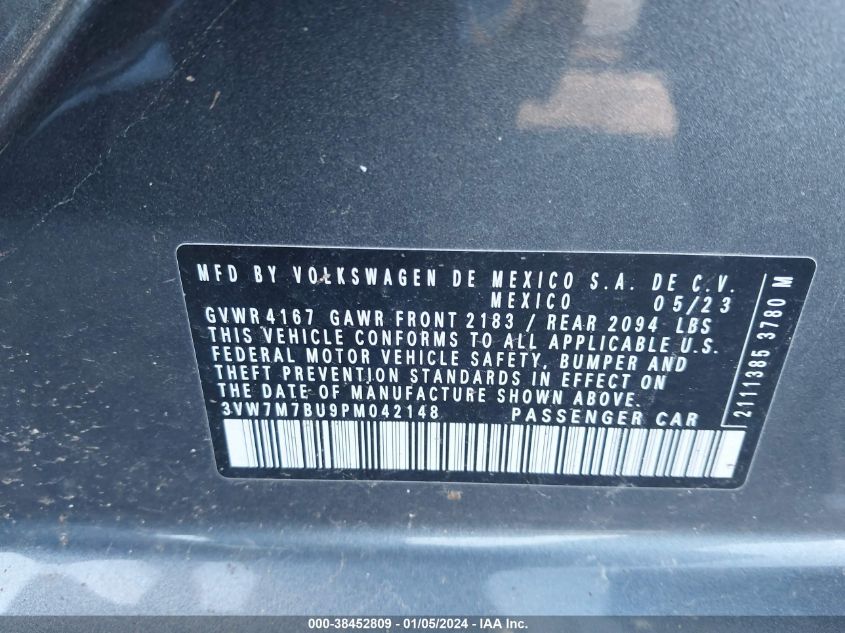 MFD BY VOLKSWAGEN DE MEXICO S.A. DE C.V.
MEXICO 05/23
GVWR 4167 GAWR FRONT 2183 / REAR 2094 LBS
THIS VEHICLE CONFORMS TO ALL APPLICABLE U.S.
FEDERAL MOTOR VEHICLE SAFETY, BUMPER AND
THEFT PREVENTION STANDARDS IN EFFECT ON
THE DATE OF MANUFACTURE SHOWN ABOVE.
3VW7M7BU9PM042148 PASSENGER CAR
2111385 3780 M
000-38452809 - 01/05/2024 - IAA Inc.